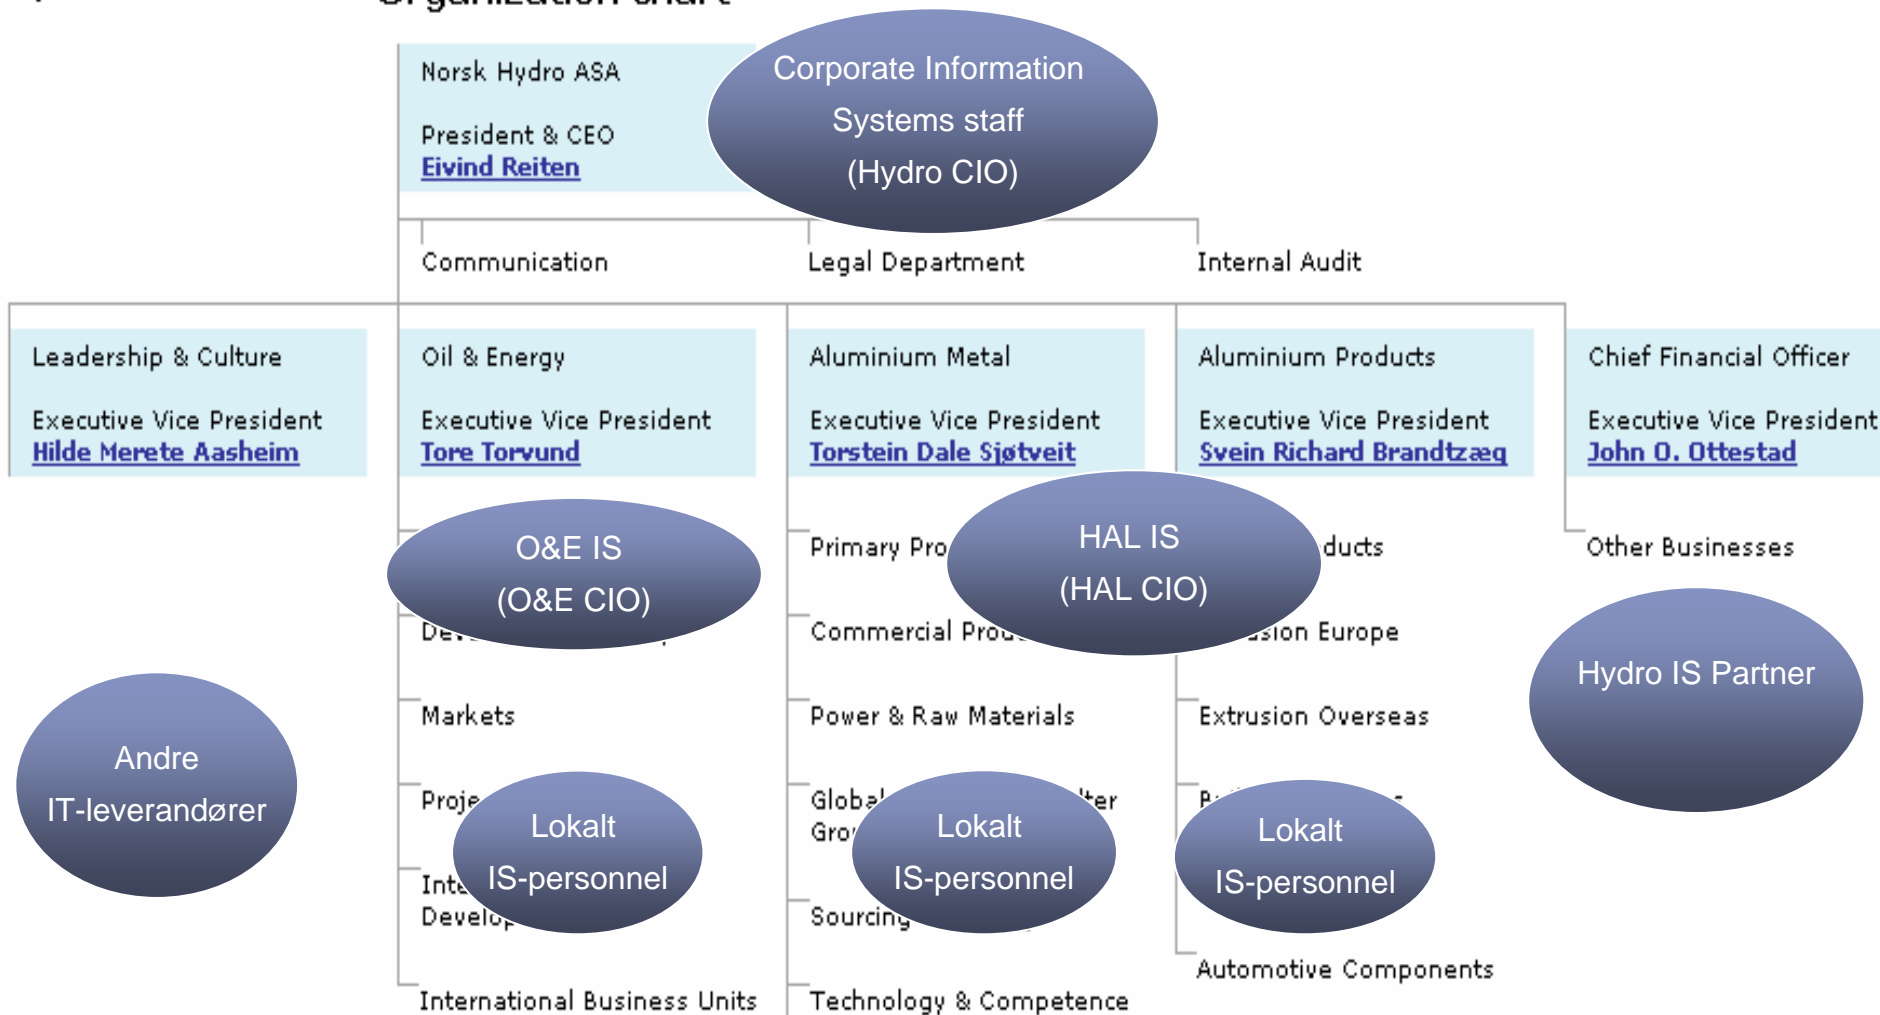 Norsk Hydro ASA
President & CEO
Eivind Reiten
Corporate Information
Systems staff
(Hydro CIO)
Communication
Legal Department
Internal Audit
Leadership & Culture
Executive Vice President
Hilde Merete Aasheim
Oil & Energy
Executive Vice President
Tore Torvund
Aluminium Metal
Executive Vice President
Torstein Dale Sjøtveit
Aluminium Products
Executive Vice President
Svein Richard Brandtzæg
Chief Financial Officer
Executive Vice President
John O. Ottestad
O&E IS
(O&E CIO)
Markets
Lokalt
IS-personnel
International Business Units
Primary
HAL IS
(HAL CIO)
Commercial
Power & Raw Materials
Lokalt
IS-personnel
Sourcing
Technology & Competence
Europe
Extrusion Overseas
Lokalt
IS-personnel
Automotive Components
Other Businesses
Hydro IS Partner
Andre
IT-leverandører